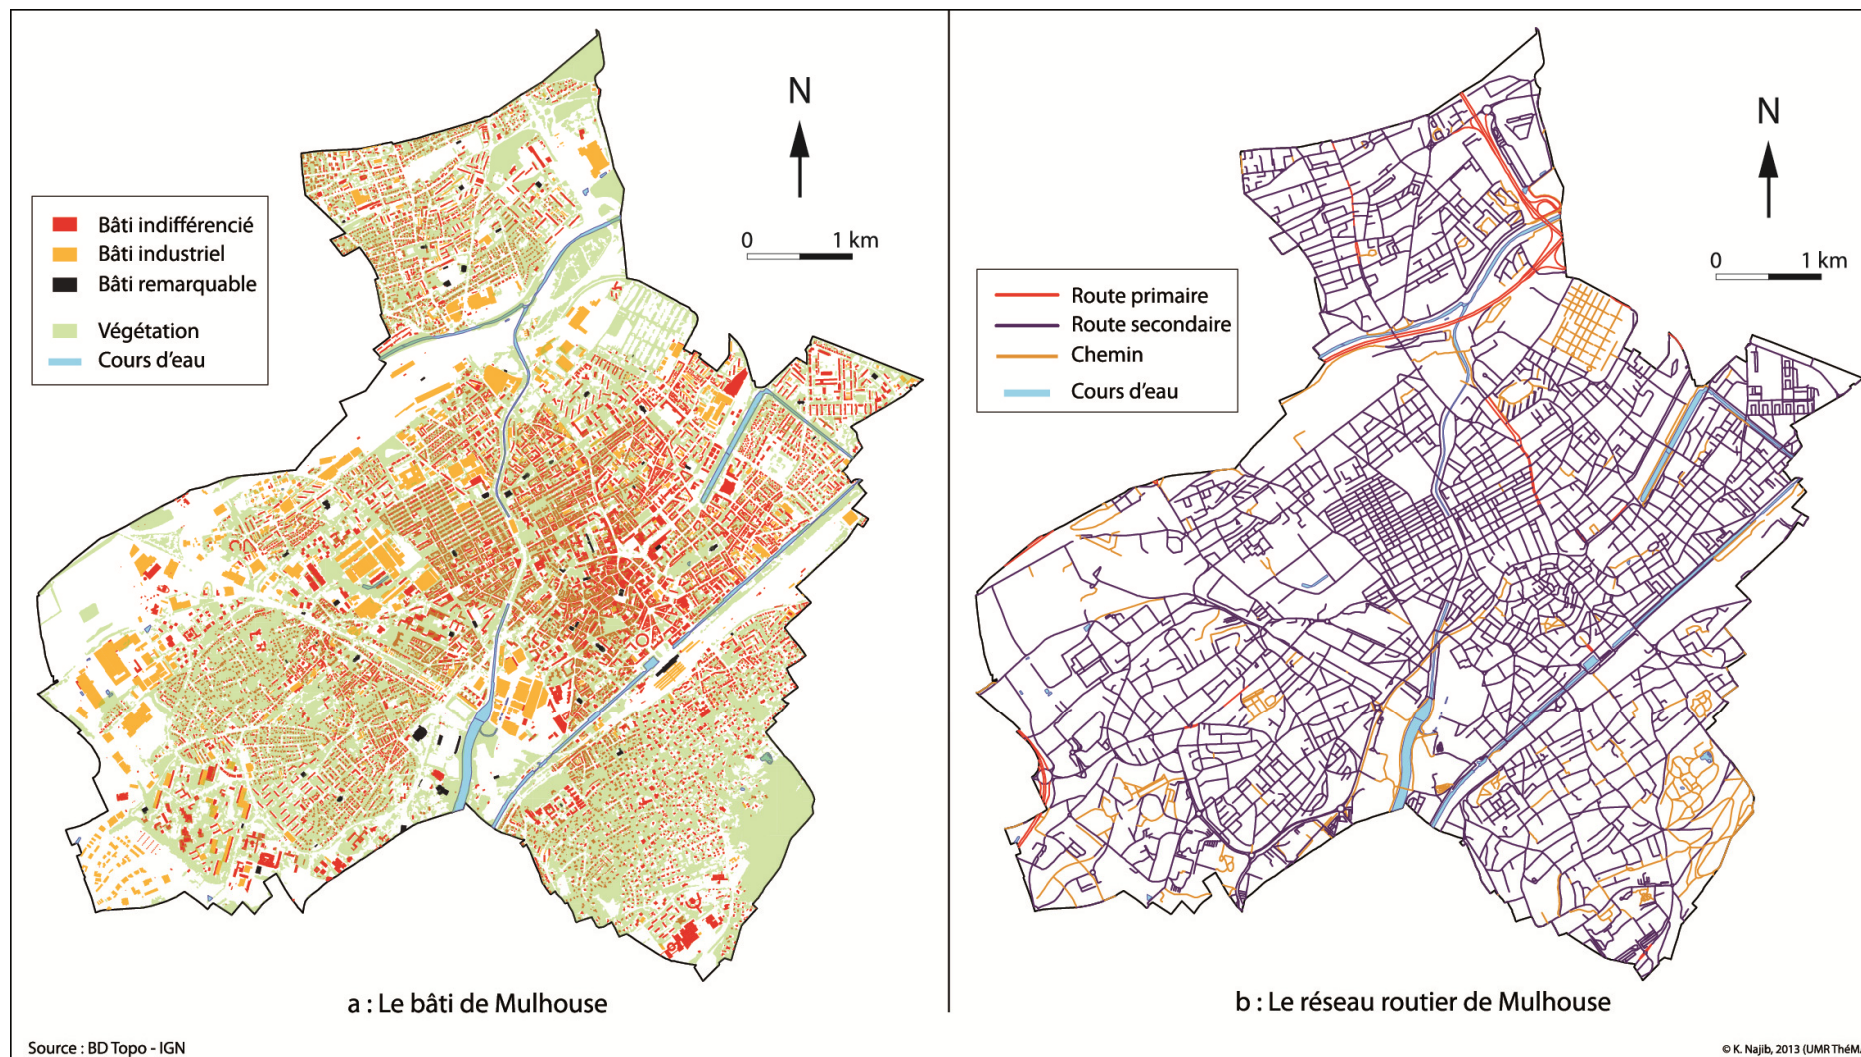 N
0 1 km
Bâti indifférencié
Bâti industriel
Bâti remarquable
Végétation
Cours d'eau
a : Le bâti de Mulhouse
Source : BD Topo - IGN
N
0 1 km
Route primaire
Route secondaire
Chemin
Cours d'eau
b : Le réseau routier de Mulhouse
© K. Najib, 2013 (UMR ThéM